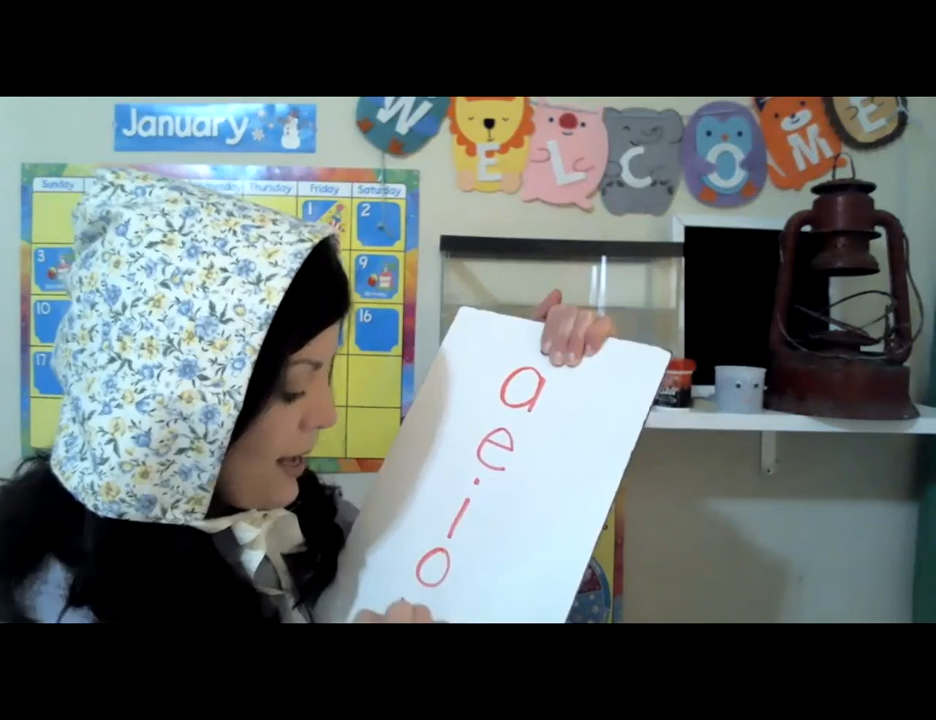 January
WELCOME
Sunday
Thursday
Friday
Saturday
1
2
3
9
10
16
17
a
e
i
o